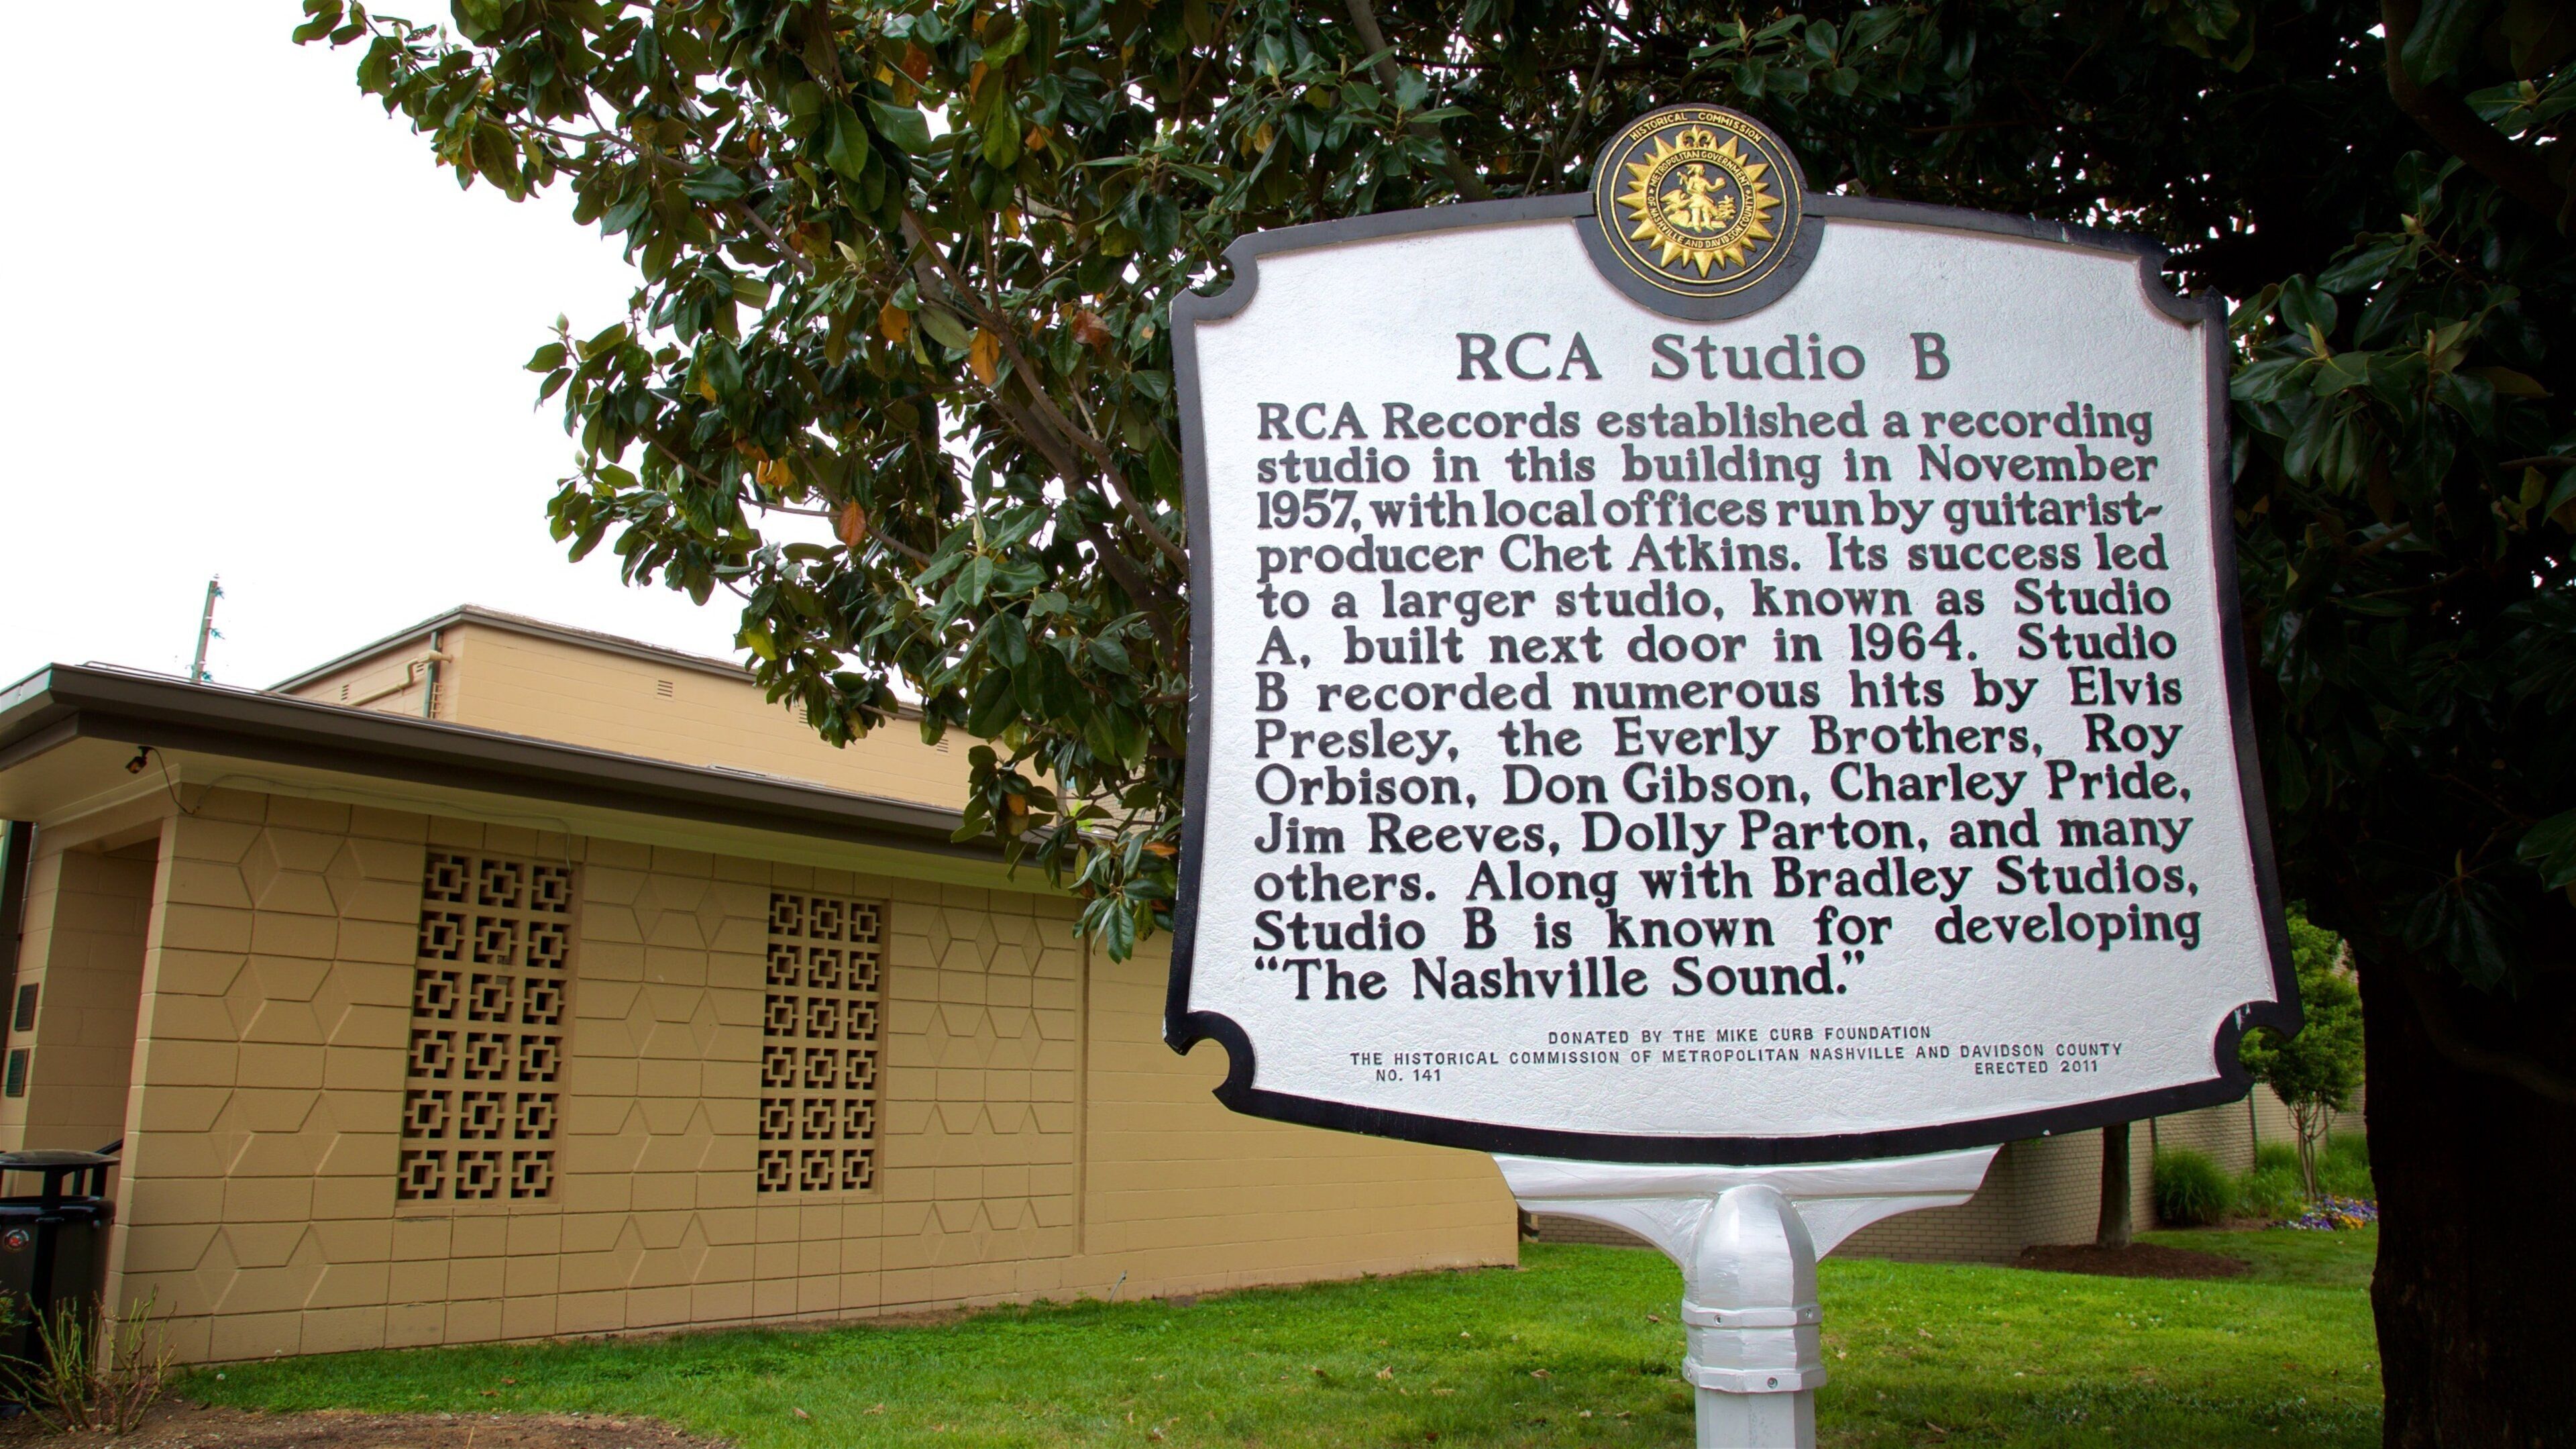 HISTORICAL COMMISSION
METROPOLITAN GOVERNMENT
OF NASHVILLE AND DAVIDSON COUNTY
RCA Studio B
RCA Records established a recording
studio in this building in November
1957, with local offices run by guitarist-
producer Chet Atkins. Its success led
to a larger studio, known as Studio
A, built next door in 1964. Studio
B recorded numerous hits by Elvis
Presley, the Everly Brothers, Roy
Orbison, Don Gibson, Charley Pride,
Jim Reeves, Dolly Parton, and many
others. Along with Bradley Studios,
Studio B is known for developing
“The Nashville Sound.”
DONATED BY THE MIKE CURB FOUNDATION
THE HISTORICAL COMMISSION OF METROPOLITAN NASHVILLE AND DAVIDSON COUNTY
NO. 141 ERECTED 2011